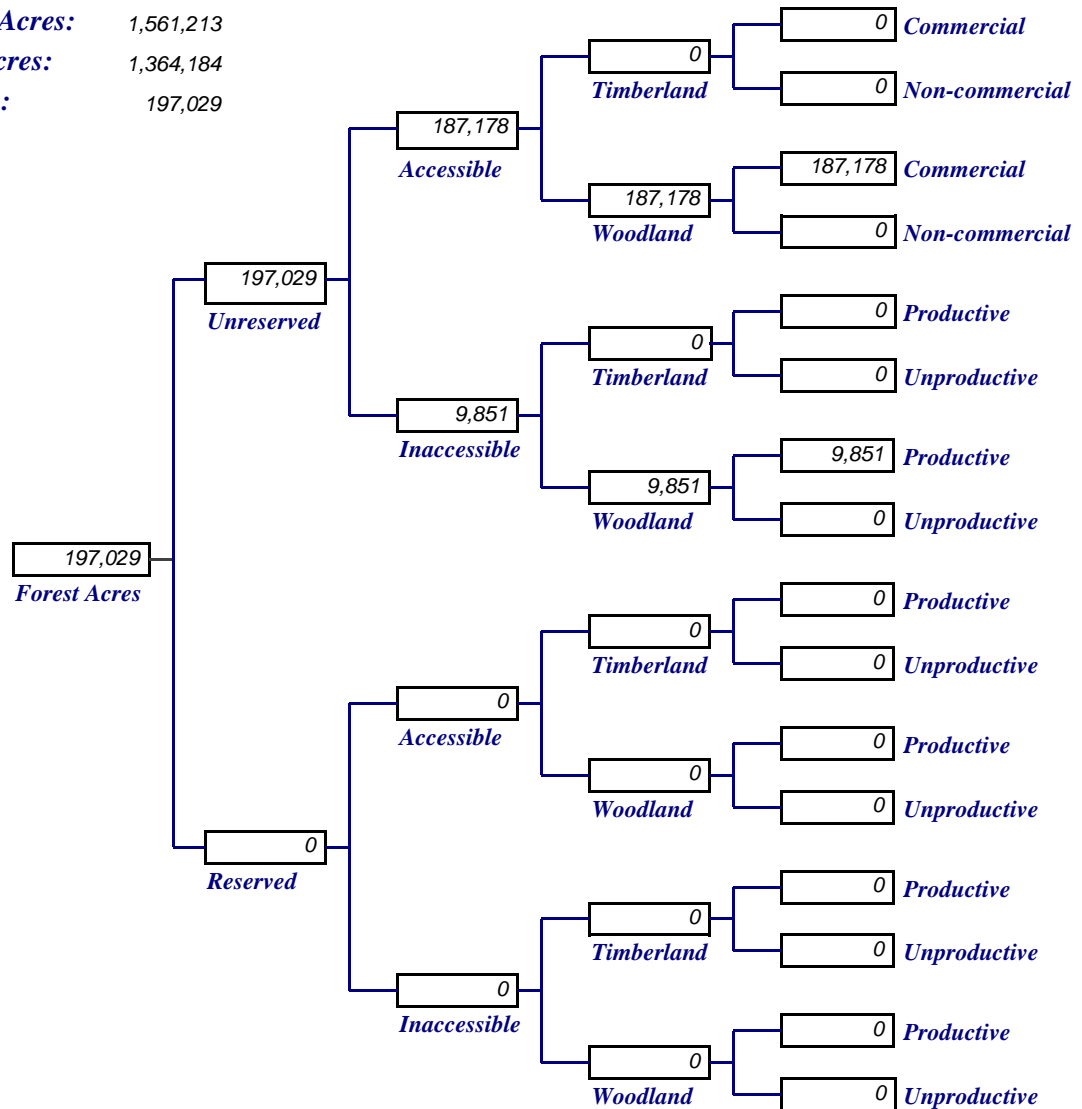 Acres: 1,561,213
cres: 1,364,184
: 197,029
0 Commercial
0
Timberland
0 Non-commercial
187,178
Accessible
187,178 Commercial
187,178
Woodland
0 Non-commercial
197,029
Unreserved
0 Productive
0
Timberland
0 Unproductive
9,851
Inaccessible
9,851 Productive
9,851
Woodland
0 Unproductive
197,029
Forest Acres
0 Productive
0
Timberland
0 Unproductive
0
Accessible
0 Productive
0
Woodland
0 Unproductive
0
Reserved
0 Productive
0
Timberland
0 Unproductive
0
Inaccessible
0 Productive
0
Woodland
0 Unproductive